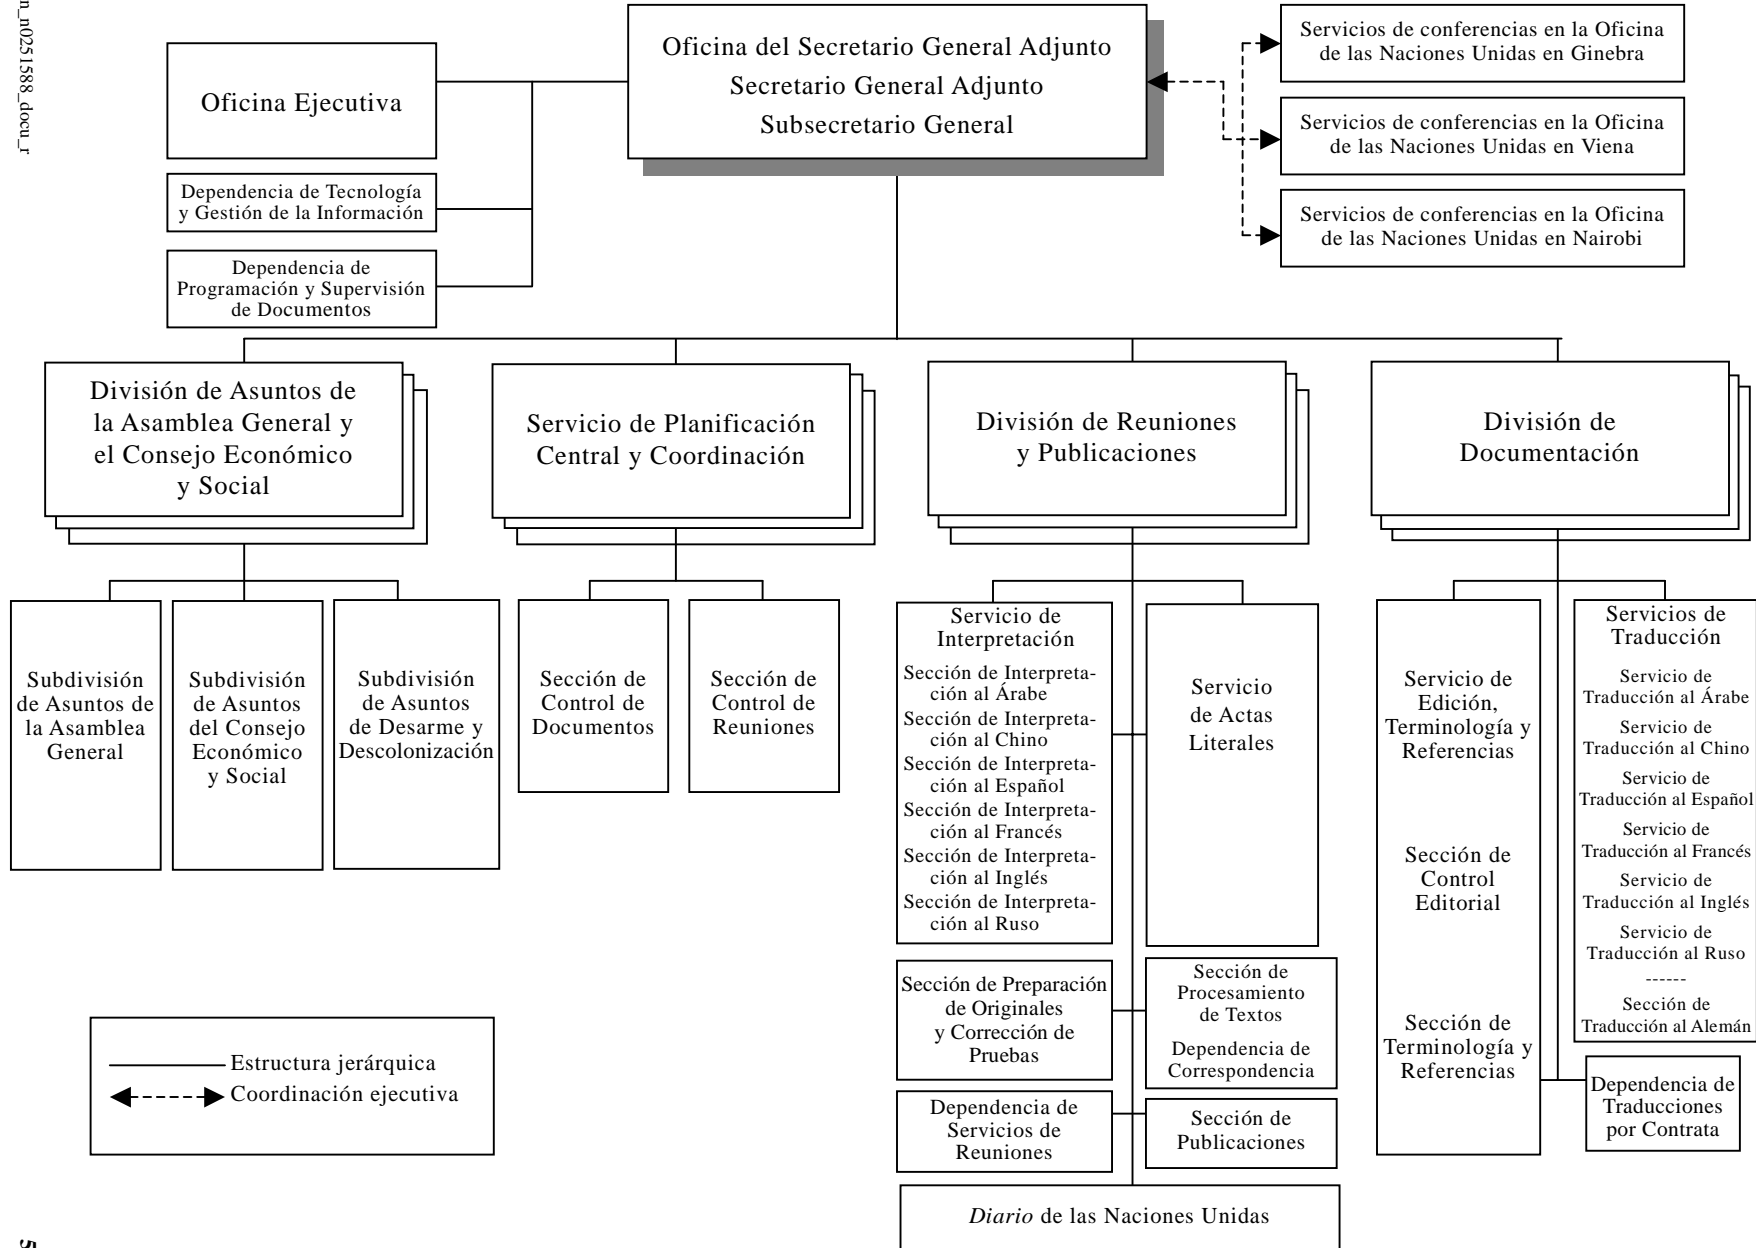 n_n0251588_docu_r
Oficina Ejecutiva
Dependencia de Tecnología
y Gestión de la Información
Dependencia de
Programación y Supervisión
de Documentos
Oficina del Secretario General Adjunto
Secretario General Adjunto
Subsecretario General
Servicios de conferencias en la Oficina
de las Naciones Unidas en Ginebra
Servicios de conferencias en la Oficina
de las Naciones Unidas en Viena
Servicios de conferencias en la Oficina
de las Naciones Unidas en Nairobi
División de Asuntos de
la Asamblea General y
el Consejo Económico
y Social
Servicio de Planificación
Central y Coordinación
División de Reuniones
y Publicaciones
División de
Documentación
Subdivisión
de Asuntos de
la Asamblea
General
Subdivisión
de Asuntos
del Consejo
Económico
y Social
Subdivisión
de Asuntos
de Desarme y
Descolonización
Sección de
Control de
Documentos
Sección de
Control de
Reuniones
Servicio de
Interpretación
Sección de Interpreta-
ción al Árabe
Sección de Interpreta-
ción al Chino
Sección de Interpreta-
ción al Español
Sección de Interpreta-
ción al Francés
Sección de Interpreta-
ción al Inglés
Sección de Interpreta-
ción al Ruso
Servicio
de Actas
Literales
Sección de Preparación
de Originales
y Corrección de
Pruebas
Sección de
Procesamiento
de Textos
Dependencia de
Correspondencia
Dependencia de
Servicios de
Reuniones
Sección de
Publicaciones
Diario de las Naciones Unidas
Servicio de
Edición,
Terminología y
Referencias
Sección de
Control
Editorial
Sección de
Terminología y
Referencias
Servicios de
Traducción
Servicio de
Traducción al Árabe
Servicio de
Traducción al Chino
Servicio de
Traducción al Español
Servicio de
Traducción al Francés
Servicio de
Traducción al Inglés
Servicio de
Traducción al Ruso
------
Sección de
Traducción al Alemán
Dependencia de
Traducciones
por Contrata
Estructura jerárquica
Coordinación ejecutiva